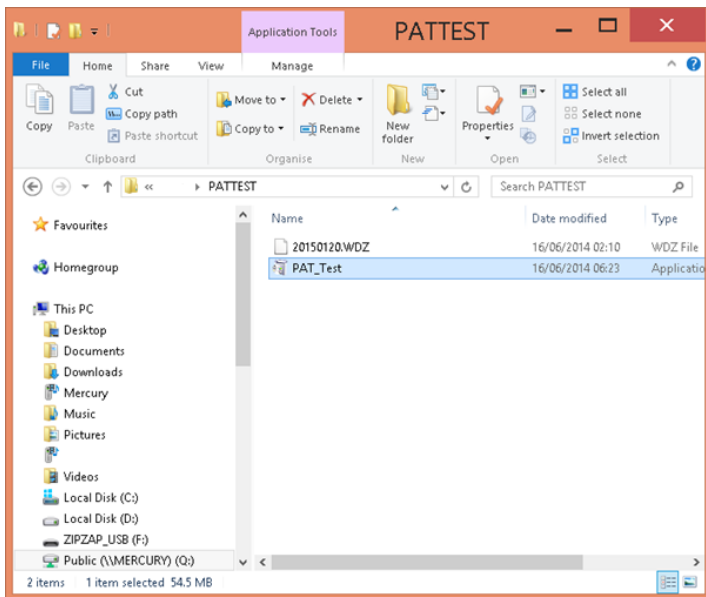 Application Tools PATTEST
File Home Share View Manage
Copy
Paste
Cut
Copy path
Paste shortcut
Clipboard
Move to
Copy to
Delete
Rename
Organise
New folder
New
Properties
Open
Select all
Select none
Invert selection
Select
« PATTEST
Search PATTEST
Name Date modified Type
20150120.WDZ 16/06/2014 02:10 WDZ File
PAT_Test 16/06/2014 06:23 Applicatio
Favourites
Homegroup
This PC
Desktop
Documents
Downloads
Mercury
Music
Pictures
Videos
Local Disk (C:)
Local Disk (D:)
ZIPZAP_USB (F:)
Public (\\MERCURY) (Q:)
2 items 1 item selected 54.5 MB